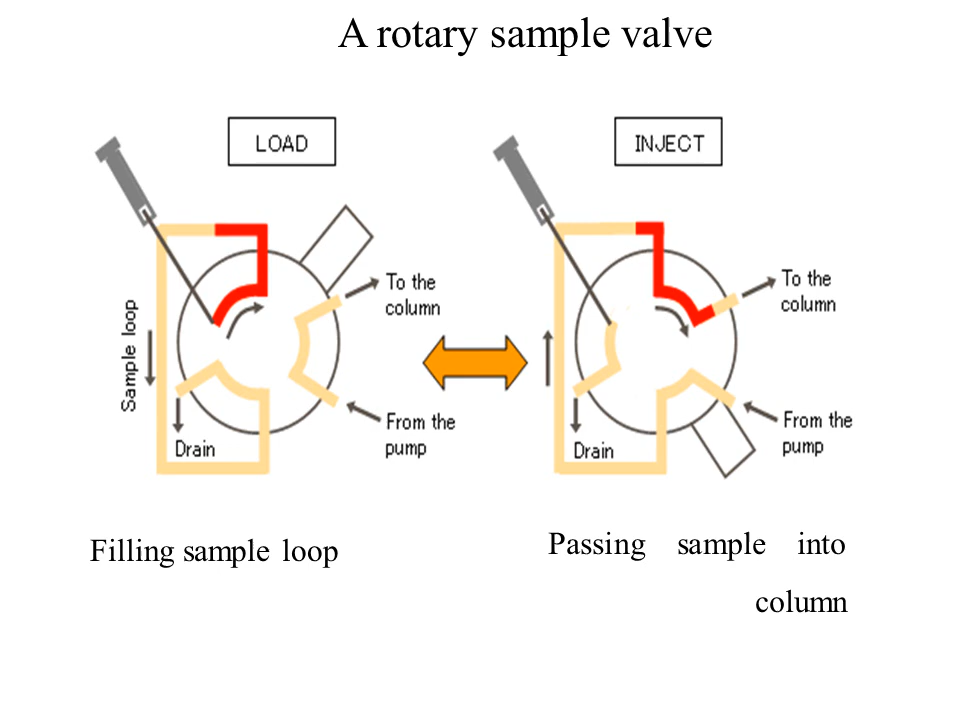 A rotary sample valve
LOAD
To the
column
Sample loop
From the
pump
Drain
Filling sample loop
INJECT
To the
column
From the
pump
Drain
Passing sample into
column